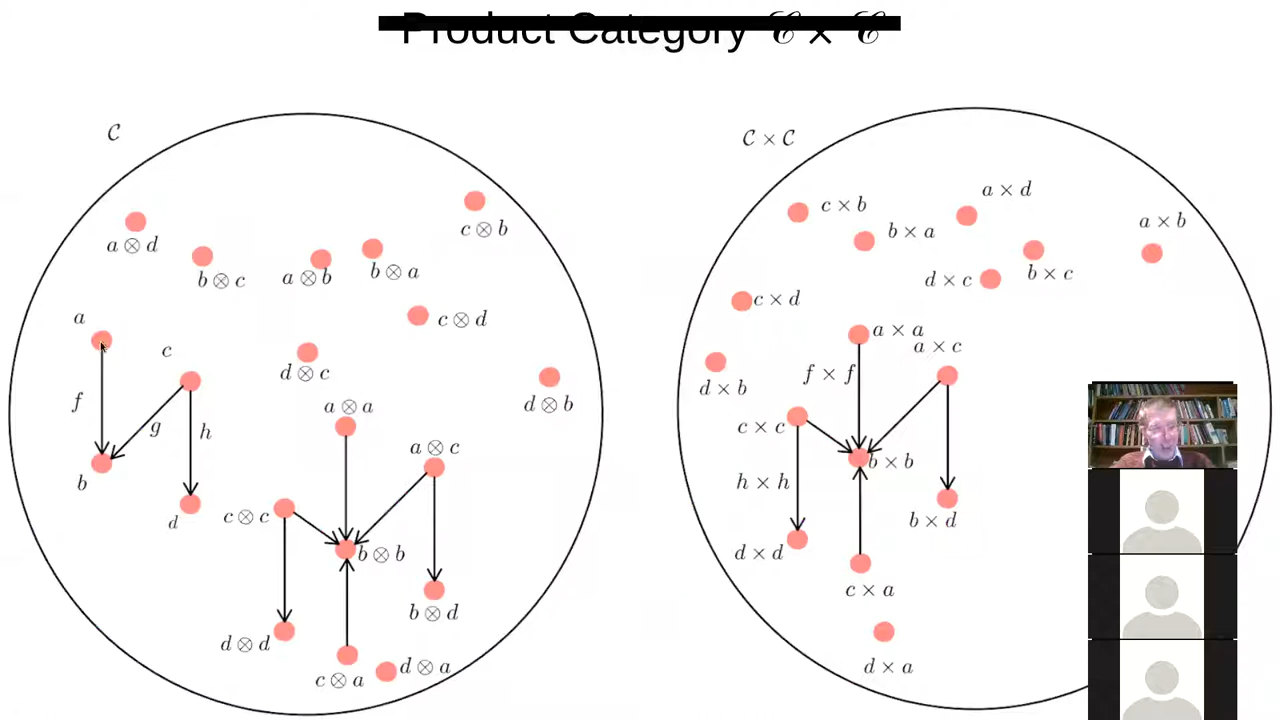 Product Category 𝒞 × 𝒞
𝒞
a ⊗ d
b ⊗ c
a ⊗ b
b ⊗ a
c ⊗ b
c ⊗ d
a
c
d ⊗ c
d ⊗ b
f
g
h
b
d
a ⊗ a
a ⊗ c
c ⊗ c
b ⊗ b
b ⊗ d
d ⊗ d
c ⊗ a
d ⊗ a
𝒞 × 𝒞
c × b
b × a
a × d
a × b
d × c
b × c
c × d
a × a
a × c
d × b
f × f
c × c
b × b
h × h
b × d
d × d
c × a
d × a